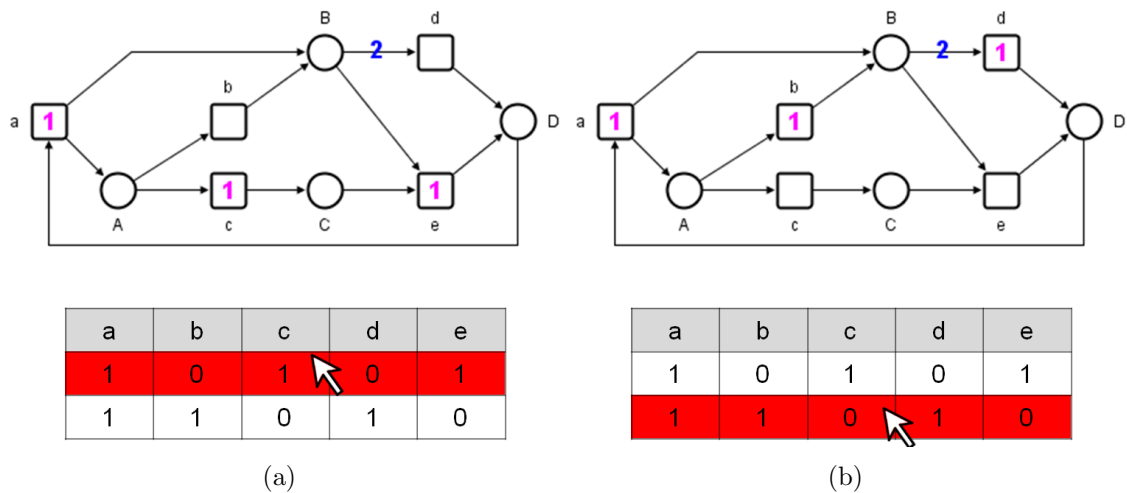 B d
2
b
a 1 D
1 1
A c C e
B d
2 1
b
a 1 1 D
A c C e
a b c d e
1 0 1 0 1
1 1 0 1 0
(a)
a b c d e
1 0 1 0 1
1 1 0 1 0
(b)